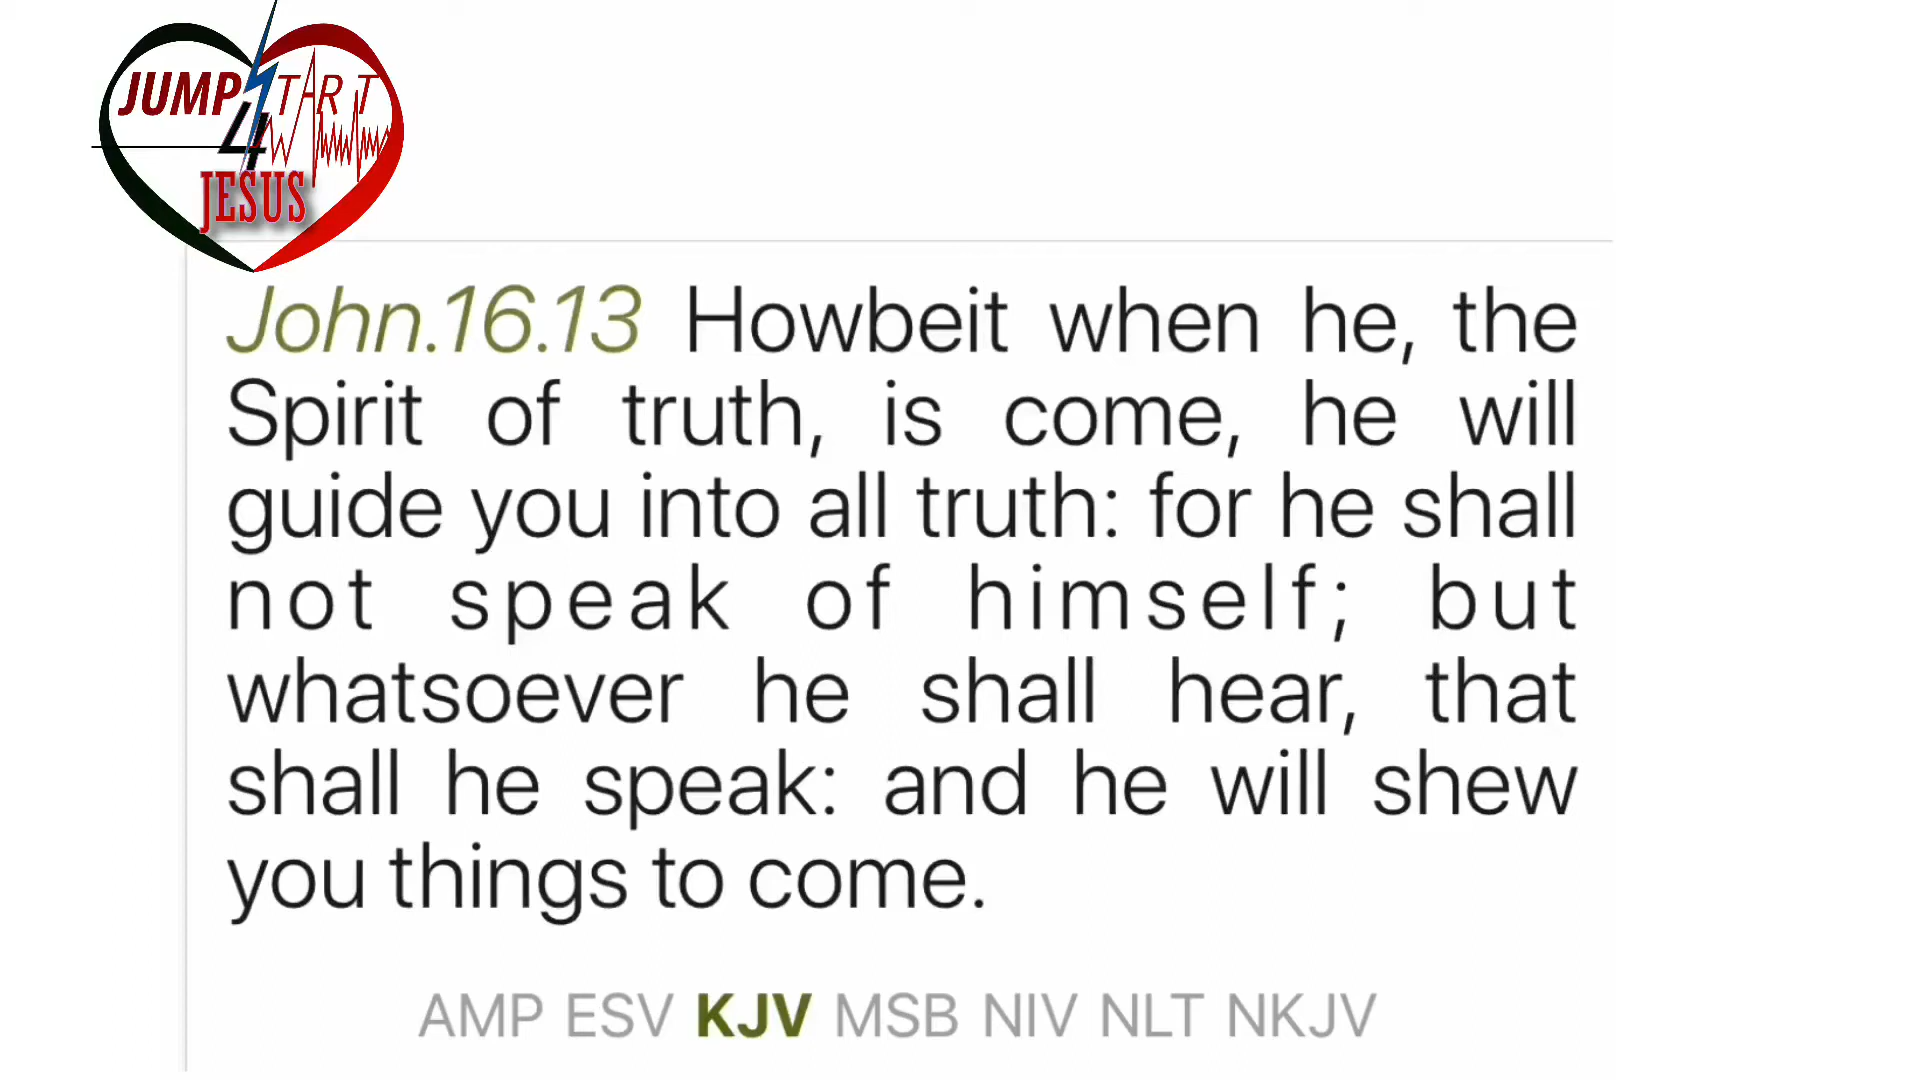 JUMPSTART
4
JESUS
John.16.13 Howbeit when he, the
Spirit of truth, is come, he will
guide you into all truth: for he shall
not speak of himself; but
whatsoever he shall hear, that
shall he speak: and he will shew
you things to come.
AMP ESV KJV MSB NIV NLT NKJV